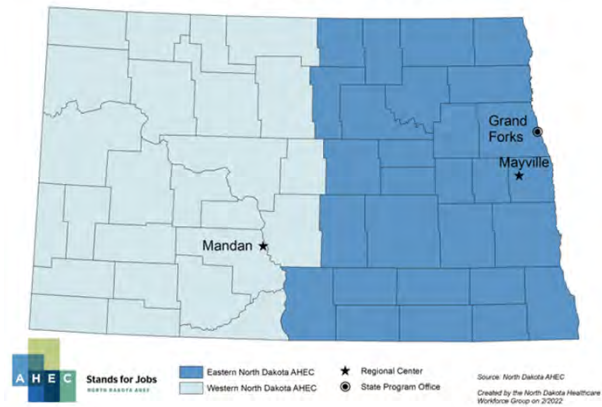 Grand
Forks
Mayville
Mandan
AHEC
Stands for Jobs
NORTH DAKOTA AHEC
Eastern North Dakota AHEC
Western North Dakota AHEC
Regional Center
State Program Office
Source: North Dakota AHEC
Created by the North Dakota Healthcare
Workforce Group on 2/2022